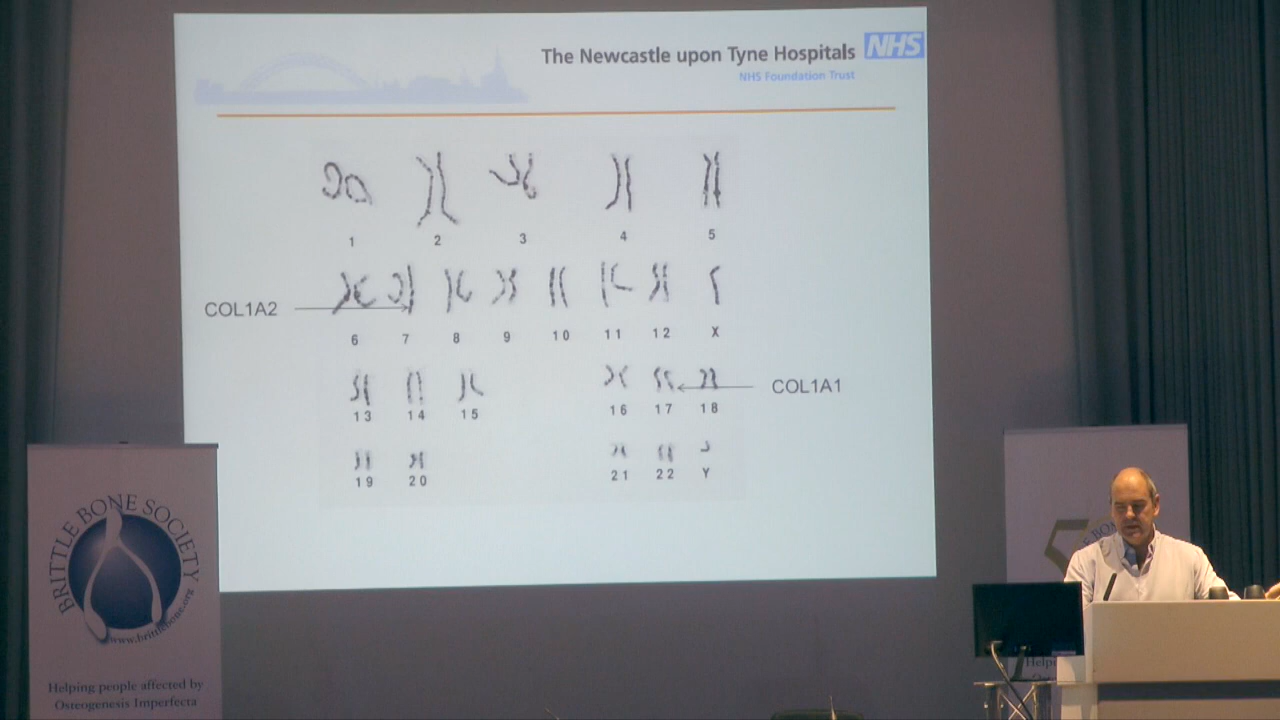 The Newcastle upon Tyne Hospitals NHS
NHS Foundation Trust
1 2 3 4 5
COL1A2
6 7 8 9 10 11 12 X
13 14 15 16 17 18
COL1A1
19 20 21 22 Y
BRITTLE BONE SOCIETY
www.brittlebone.org
Helping people affected by
Osteogenesis Imperfecta